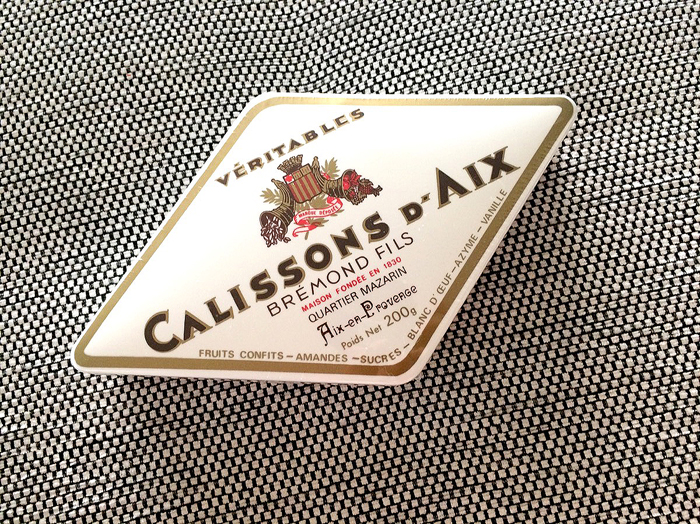 VÉRITABLES
MARQUE DÉPOSÉE
CALISSONS D'AIX
BRÉMOND FILS
MAISON FONDÉE EN 1830
QUARTIER MAZARIN
Aix-en-Provence
Poids Net 200g
FRUITS CONFITS – AMANDES – SUCRES – BLANC D'ŒUF – AZYME – VANILLE